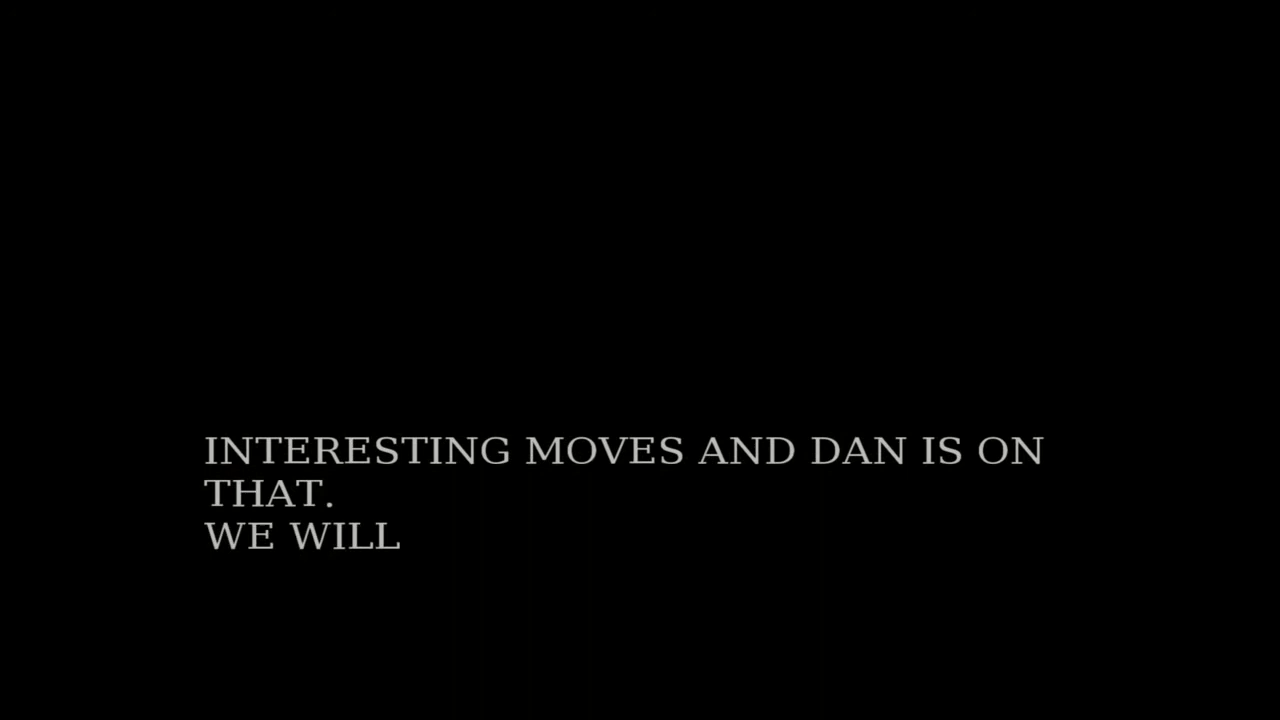 INTERESTING MOVES AND DAN IS ON
THAT.
WE WILL